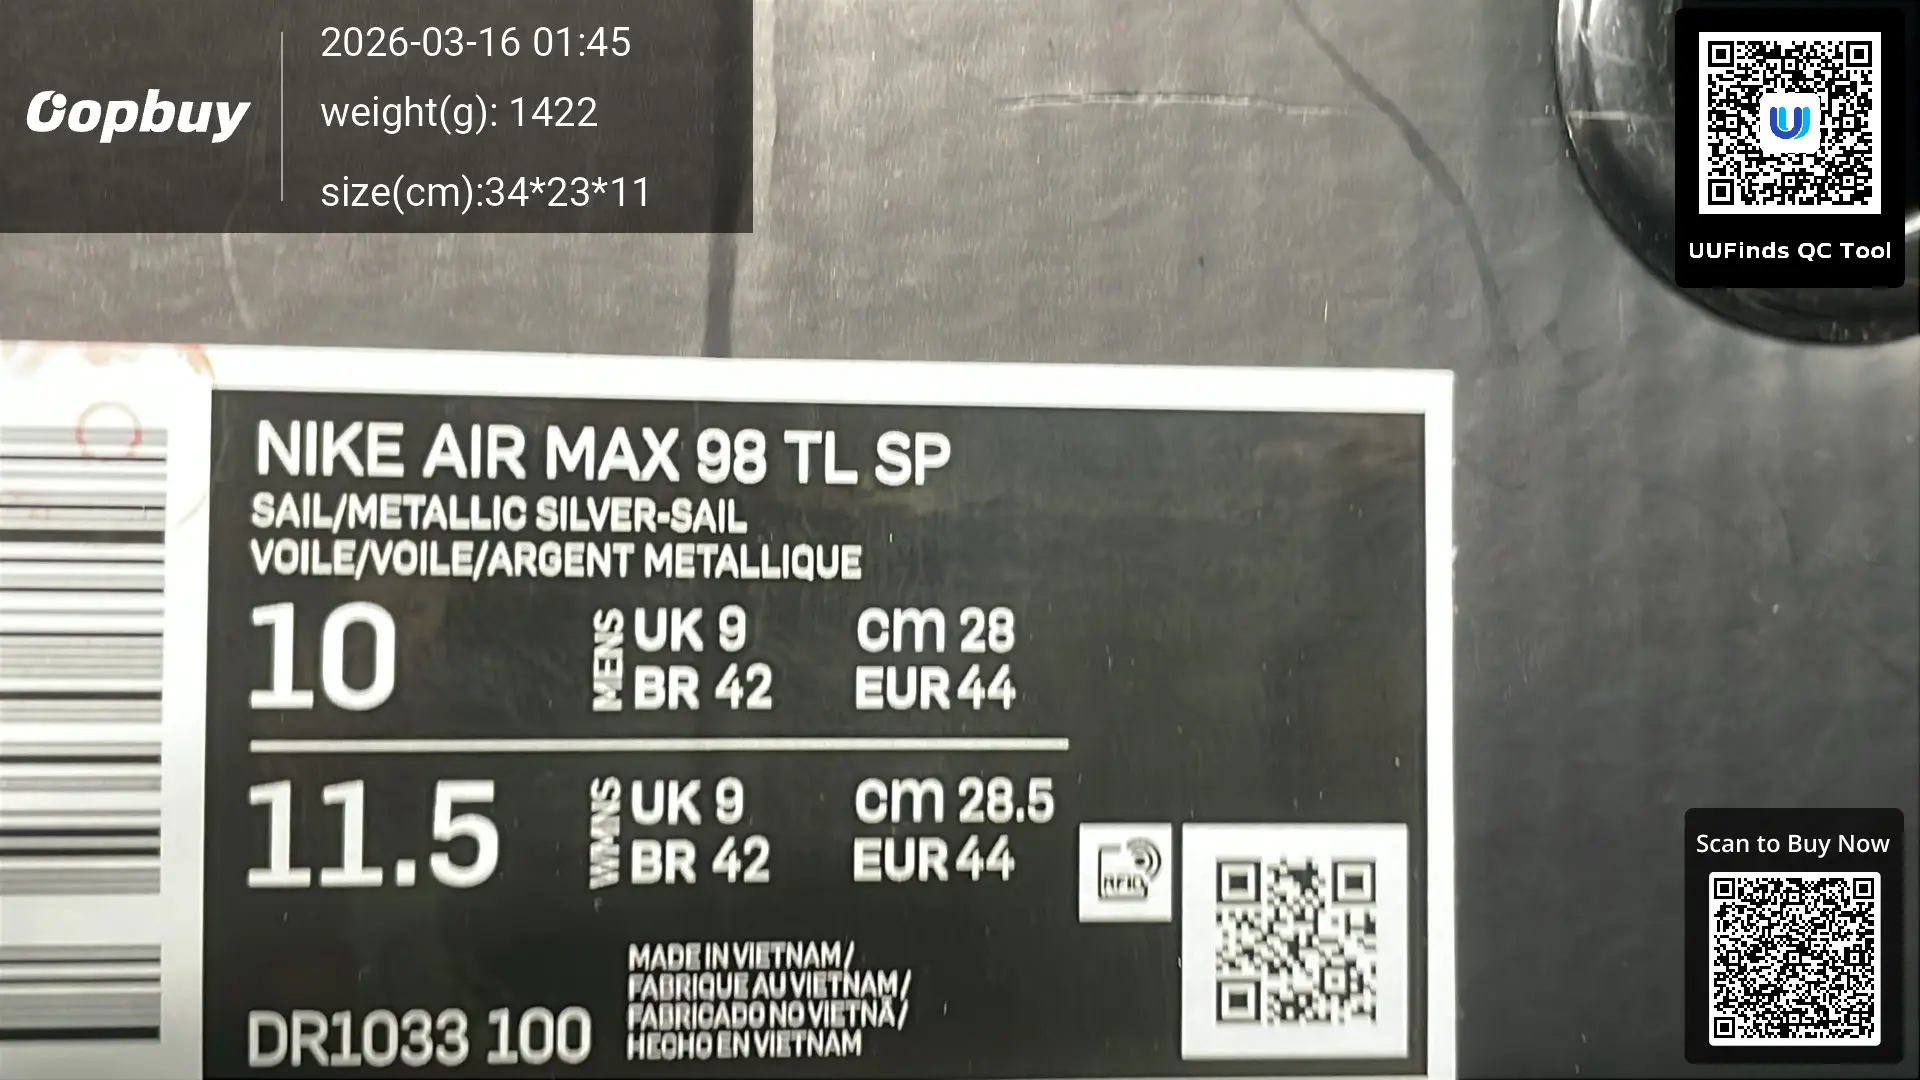 Oopbuy
2026-03-16 01:45
weight(g): 1422
size(cm):34*23*11
UUFinds QC Tool
NIKE AIR MAX 98 TL SP
SAIL/METALLIC SILVER-SAIL
VOILE/VOILE/ARGENT METALLIQUE
10 MENS UK 9 cm 28
BR 42 EUR 44
11.5 WMNS UK 9 cm 28.5
BR 42 EUR 44
RFID
MADE IN VIETNAM/
FABRIQUE AU VIETNAM/
FABRICADO NO VIETNÃ/
HECHO EN VIETNAM
DR1033 100
Scan to Buy Now